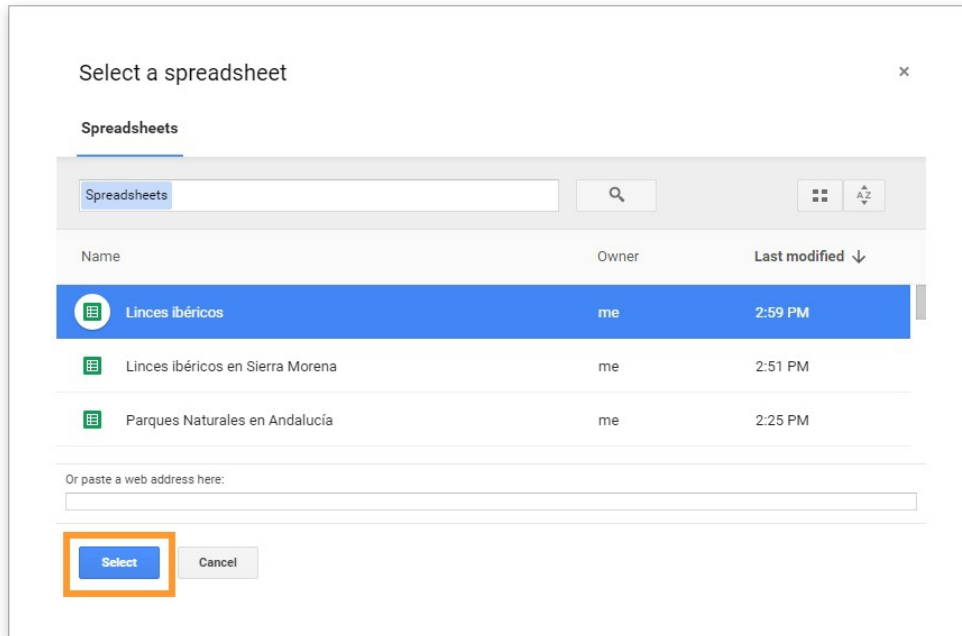 Select a spreadsheet ×
Spreadsheets
Spreadsheets AZ
Name Owner Last modified
Linces ibéricos me 2:59 PM
Linces ibéricos en Sierra Morena me 2:51 PM
Parques Naturales en Andalucía me 2:25 PM
Or paste a web address here:
Select Cancel